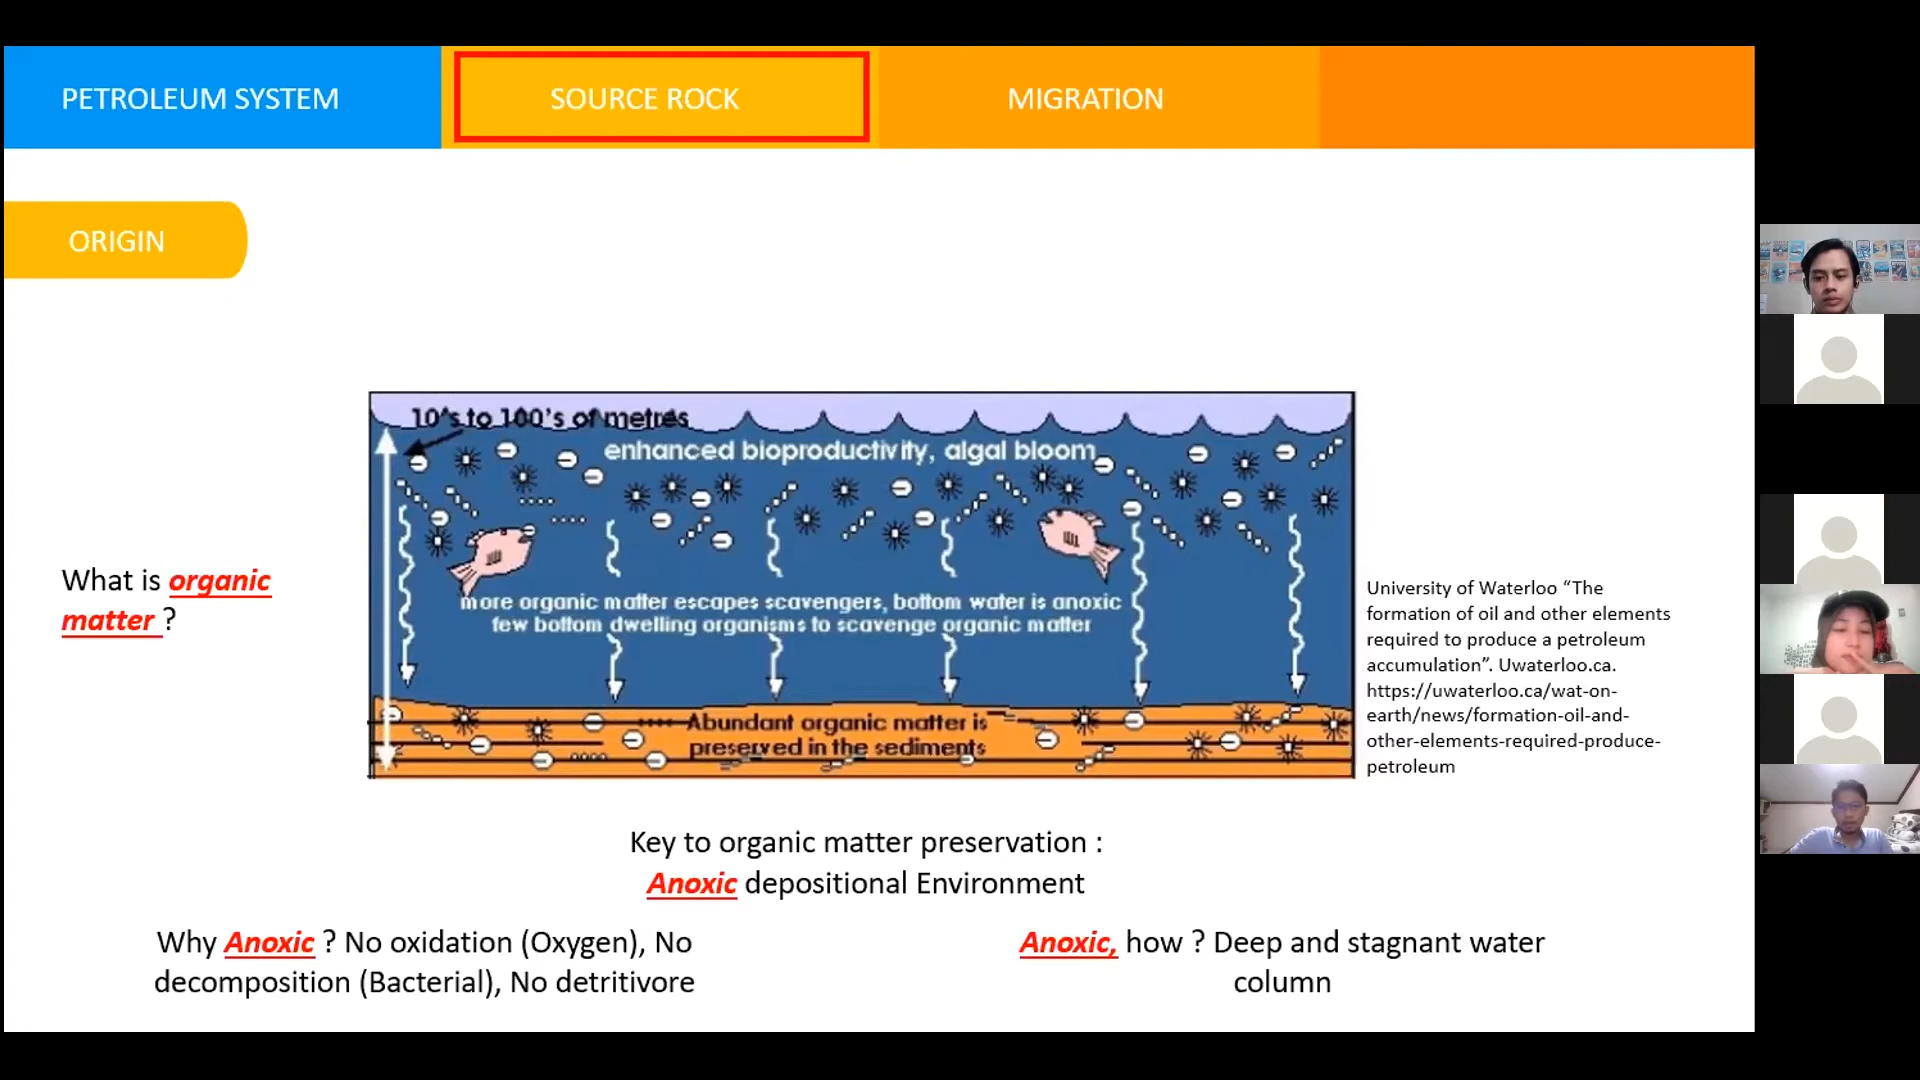 PETROLEUM SYSTEM
SOURCE ROCK
MIGRATION
ORIGIN
10's to 100's of metres
enhanced bioproductivity, algal bloom
more organic matter escapes scavengers, bottom water is anoxic
few bottom dwelling organisms to scavenge organic matter
Abundant organic matter is
preserved in the sediments
What is organic
matter ?
University of Waterloo “The
formation of oil and other elements
required to produce a petroleum
accumulation”. Uwaterloo.ca.
https://uwaterloo.ca/wat-on-
earth/news/formation-oil-and-
other-elements-required-produce-
petroleum
Key to organic matter preservation :
Anoxic depositional Environment
Why Anoxic ? No oxidation (Oxygen), No
decomposition (Bacterial), No detritivore
Anoxic, how ? Deep and stagnant water
column